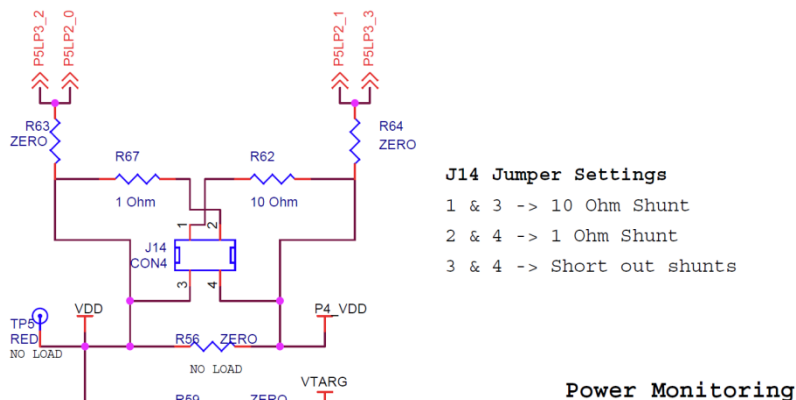 P5LP3_2
P5LP2_0
P5LP2_1
P5LP3_3
R63
ZERO
R64
ZERO
R67
R62
1 Ohm
10 Ohm
J14 Jumper Settings
1 & 3 -> 10 Ohm Shunt
2 & 4 -> 1 Ohm Shunt
3 & 4 -> Short out shunts
1
2
J14
CON4
3
4
TP5
RED
NO LOAD
VDD
R56
ZERO
NO LOAD
P4_VDD
VTARG
R59
ZERO
Power Monitoring